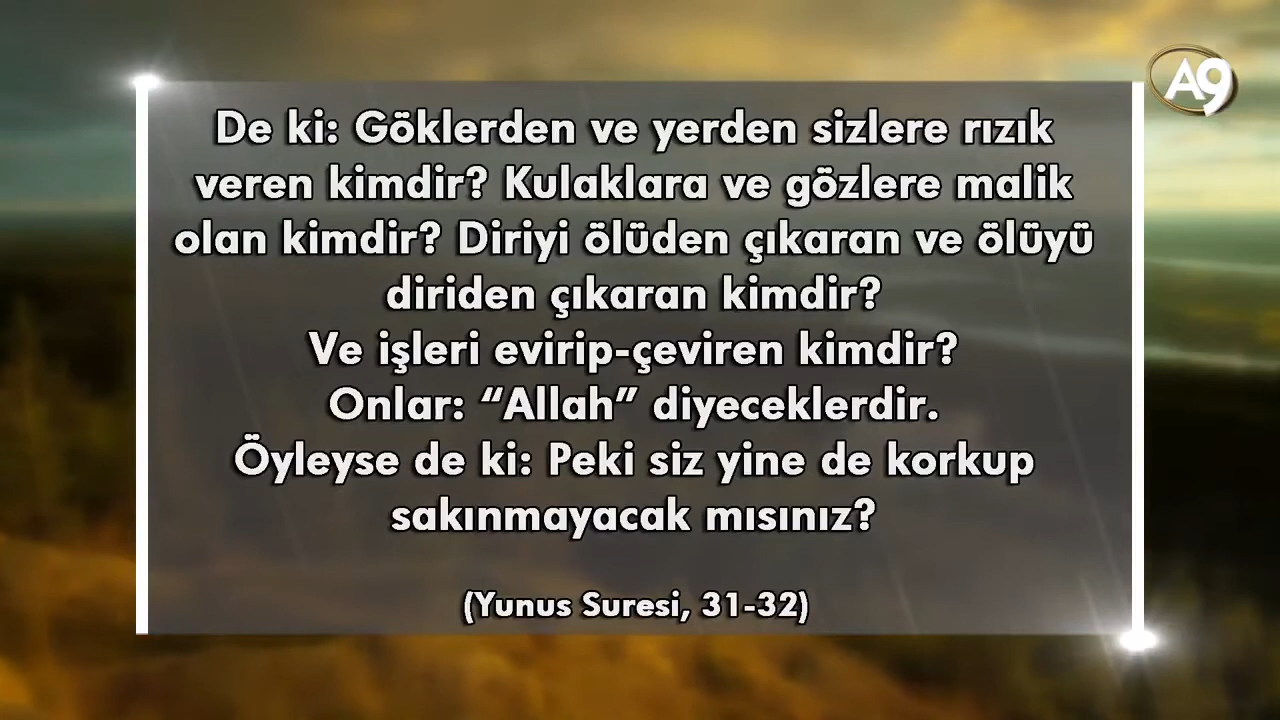 A9
De ki: Göklerden ve yerden sizlere rızık
veren kimdir? Kulaklara ve gözlere malik
olan kimdir? Diriyi ölüden çıkaran ve ölüyü
diriden çıkaran kimdir?
Ve işleri evirip-çeviren kimdir?
Onlar: “Allah” diyeceklerdir.
Öyleyse de ki: Peki siz yine de korkup
sakınmayacak mısınız?
(Yunus Suresi, 31-32)